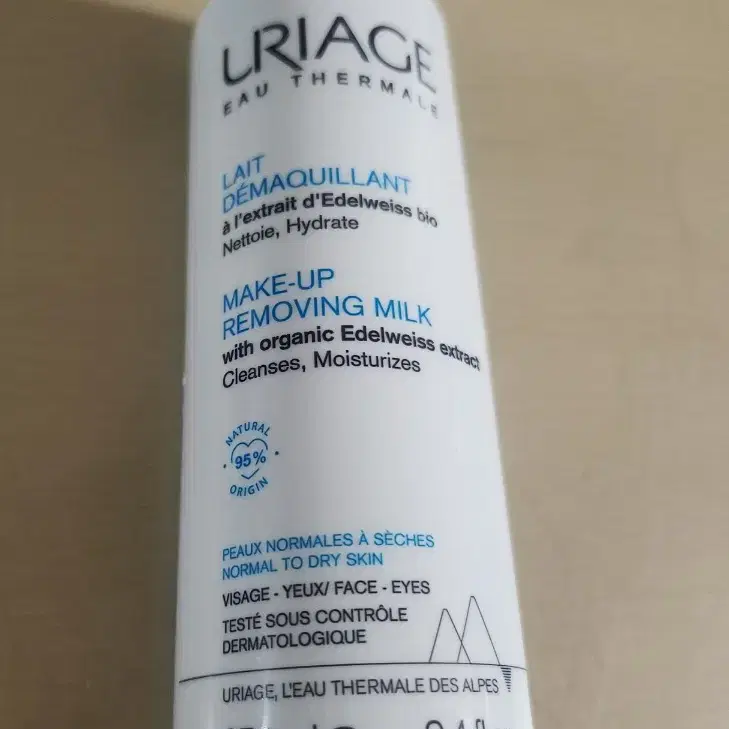 URIAGE
EAU THERMALE
LAIT
DÉMAQUILLANT
à l'extrait d'Edelweiss bio
Nettoie, Hydrate
MAKE-UP
REMOVING MILK
with organic Edelweiss extract
Cleanses, Moisturizes
NATURAL
95%
ORIGIN
PEAUX NORMALES À SÈCHES
NORMAL TO DRY SKIN
VISAGE - YEUX/ FACE - EYES
TESTÉ SOUS CONTRÔLE
DERMATOLOGIQUE
URIAGE, L'EAU THERMALE DES ALPES